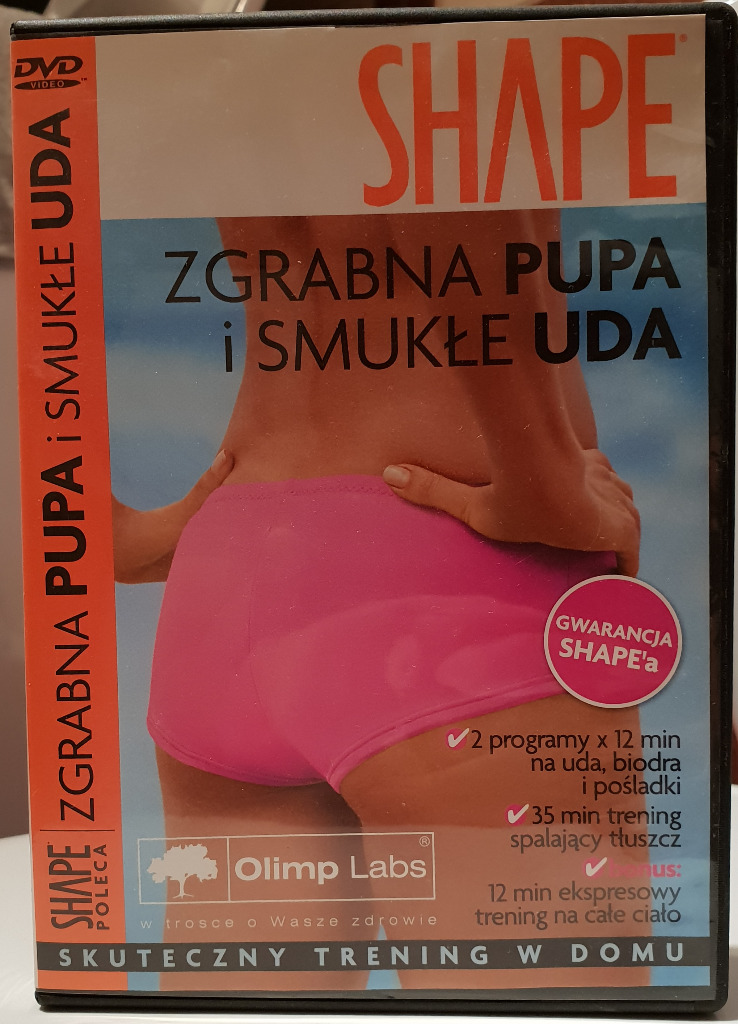 DVD
VIDEO
ZGRABNA PUPA i SMUKŁE UDA
SHAPE
POLECA
SHAPE®
ZGRABNA PUPA
i SMUKŁE UDA
GWARANCJA
SHAPE'a
2 programy x 12 min
na uda, biodra
i pośladki
35 min trening
spalający tłuszcz
bonus:
12 min ekspresowy
trening na całe ciało
Olimp Labs®
w trosce o Wasze zdrowie
SKUTECZNY TRENING W DOMU